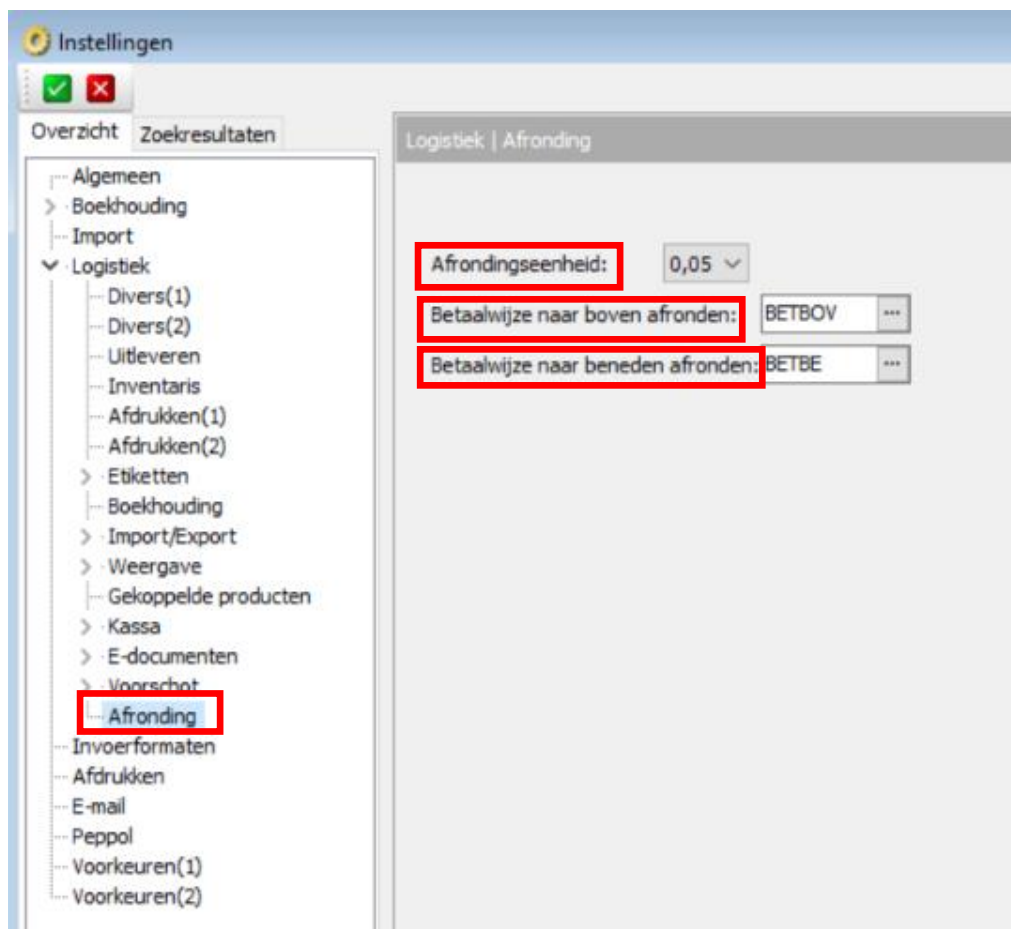 Instellingen
Overzicht Zoekresultaten
Algemeen
Boekhouding
Import
Logistiek
Divers(1)
Divers(2)
Uitleveren
Inventaris
Afdrukken(1)
Afdrukken(2)
Etiketten
Boekhouding
Import/Export
Weergave
Gekoppelde producten
Kassa
E-documenten
Voorschot
Afronding
Invoerformaten
Afdrukken
E-mail
Peppol
Voorkeuren(1)
Voorkeuren(2)
Logistiek | Afronding
Afrondingseenheid: 0,05
Betaalwijze naar boven afronden: BETBOV ...
Betaalwijze naar beneden afronden: BETBE ...